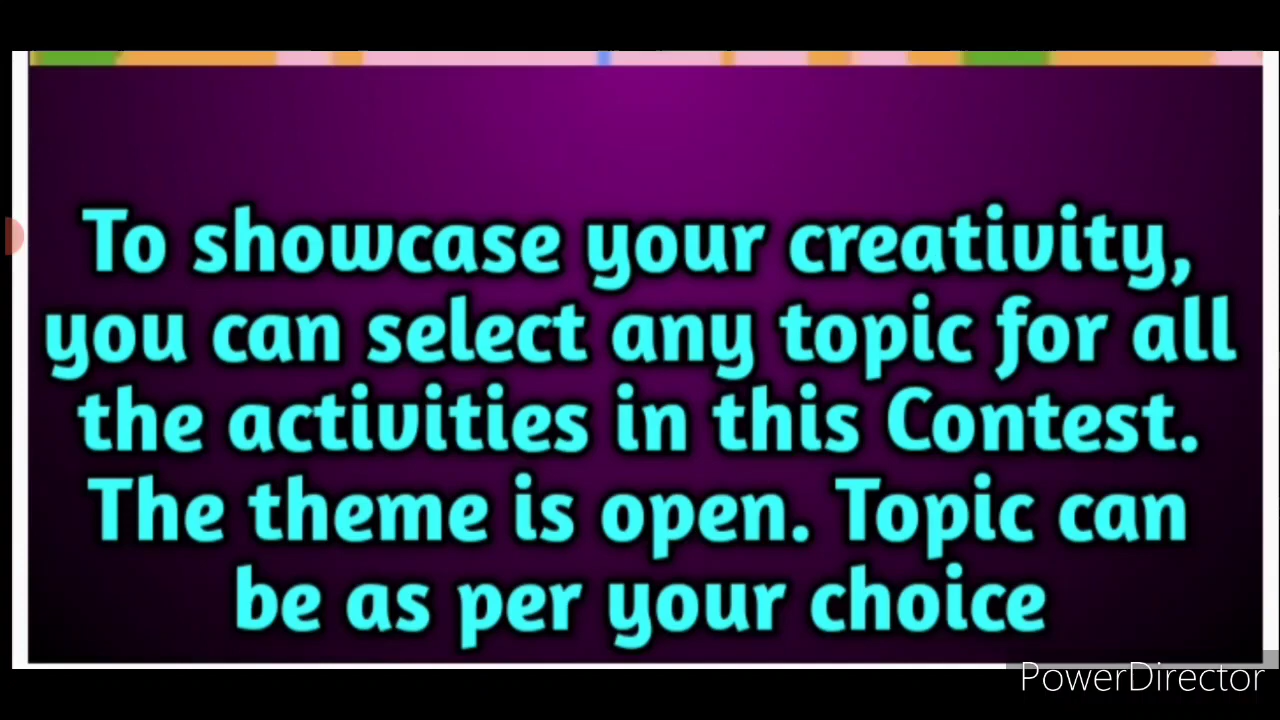 To showcase your creativity,
you can select any topic for all
the activities in this Contest.
The theme is open. Topic can
be as per your choice
PowerDirector